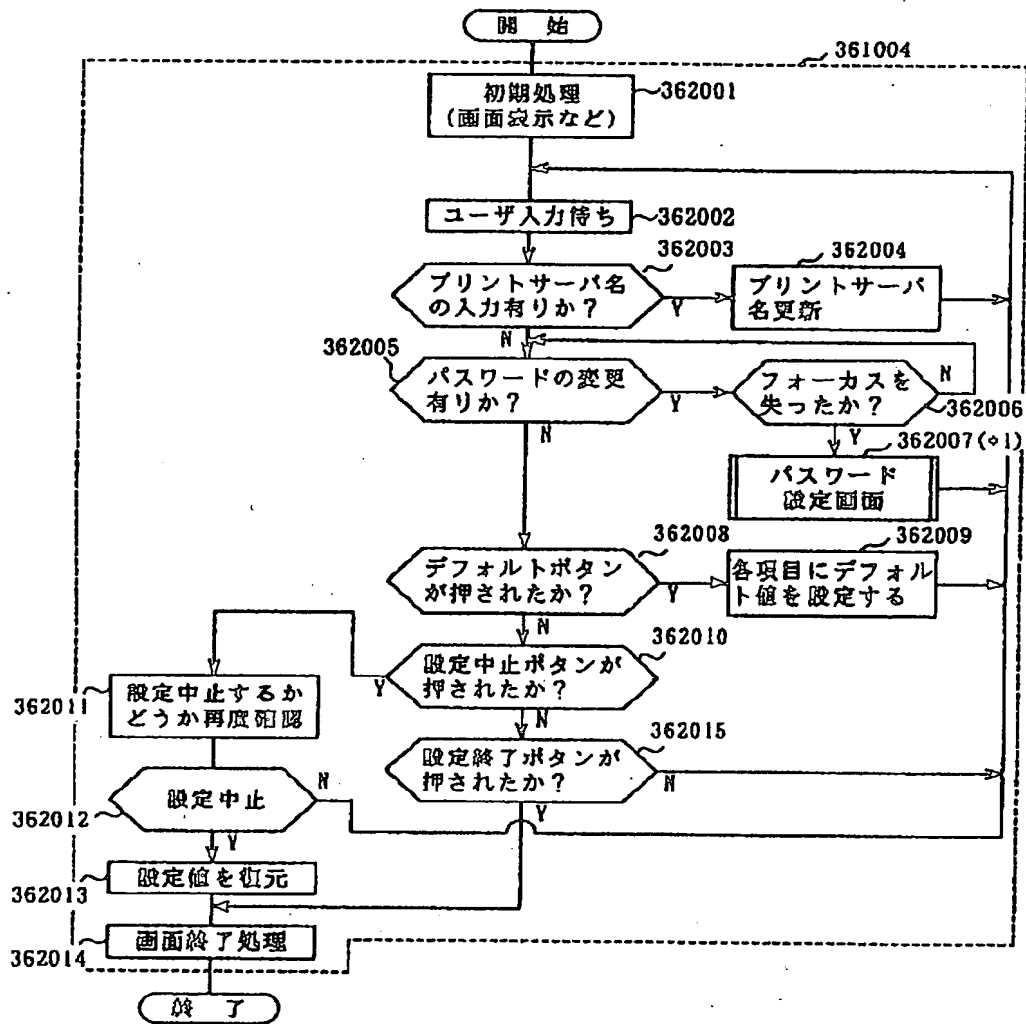 開 始
361004
初期処理
(画面表示など)
362001
ユーザ入力待ち
362002
362003
プリントサーバ名
の入力有りか？
Y
N
362004
プリントサーバ
名更新
362005
パスワードの変更
有りか？
Y
N
フォーカスを
失ったか？
N
Y
362006
362007(*1)
パスワード
設定画面
362008
デフォルトボタン
が押されたか？
Y
N
362009
各項目にデフォル
ト値を設定する
362010
設定中止ボタンが
押されたか？
Y
N
362011
設定中止するか
どうか再度確認
362015
設定終了ボタンが
押されたか？
N
Y
362012
設定中止
N
Y
設定値を復元
362013
画面終了処理
362014
終 了